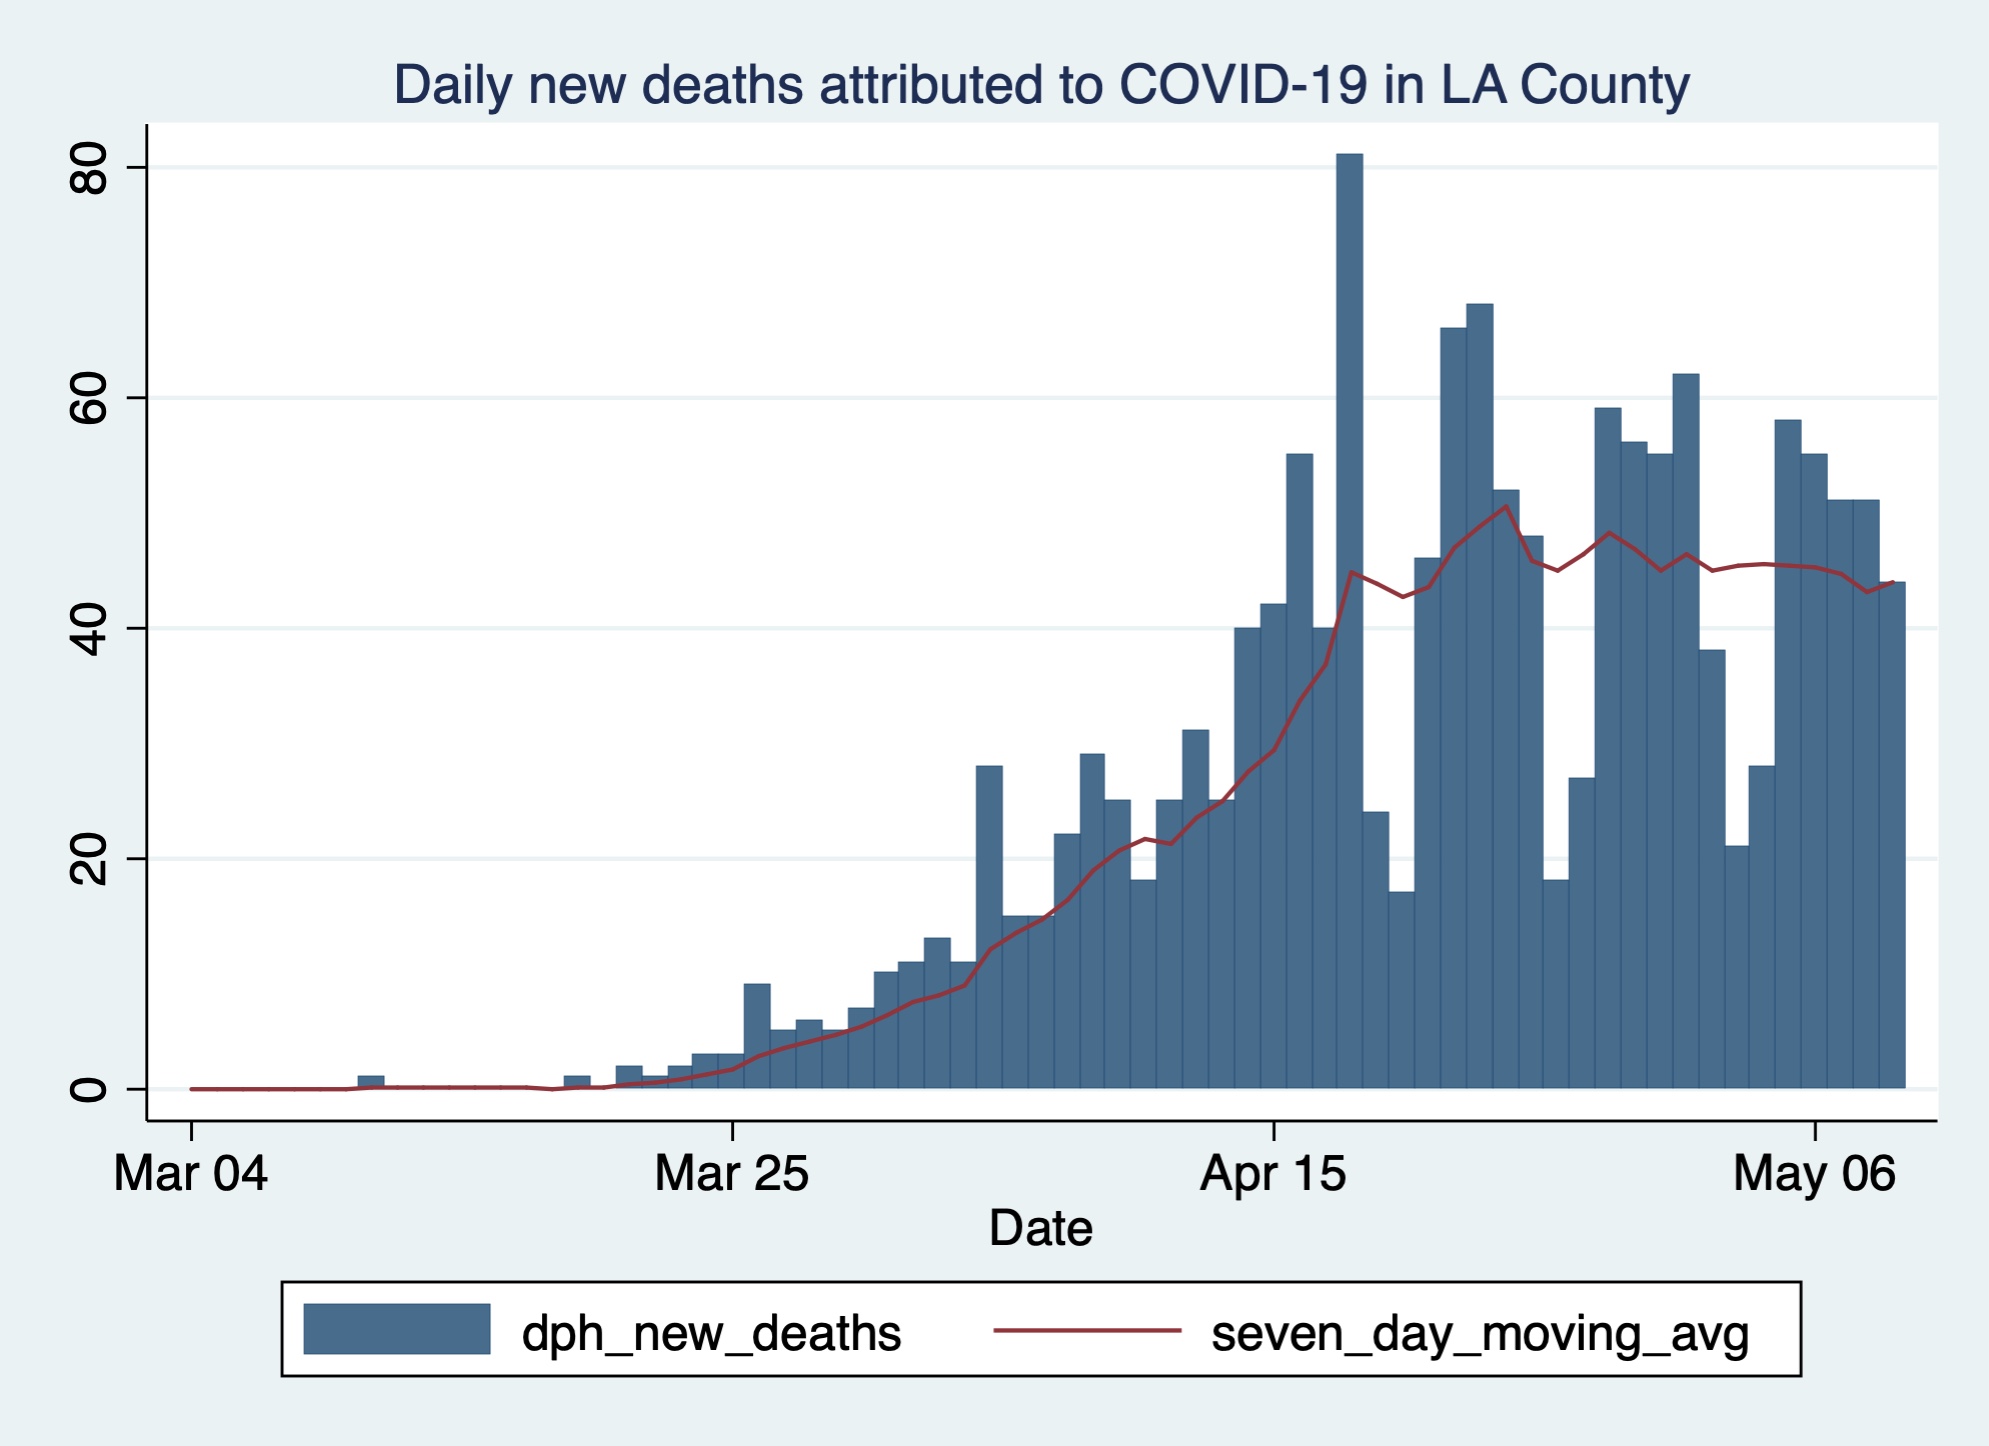 Daily new deaths attributed to COVID-19 in LA County
80
60
40
20
0
Mar 04 Mar 25 Apr 15 May 06
Date
dph_new_deaths seven_day_moving_avg